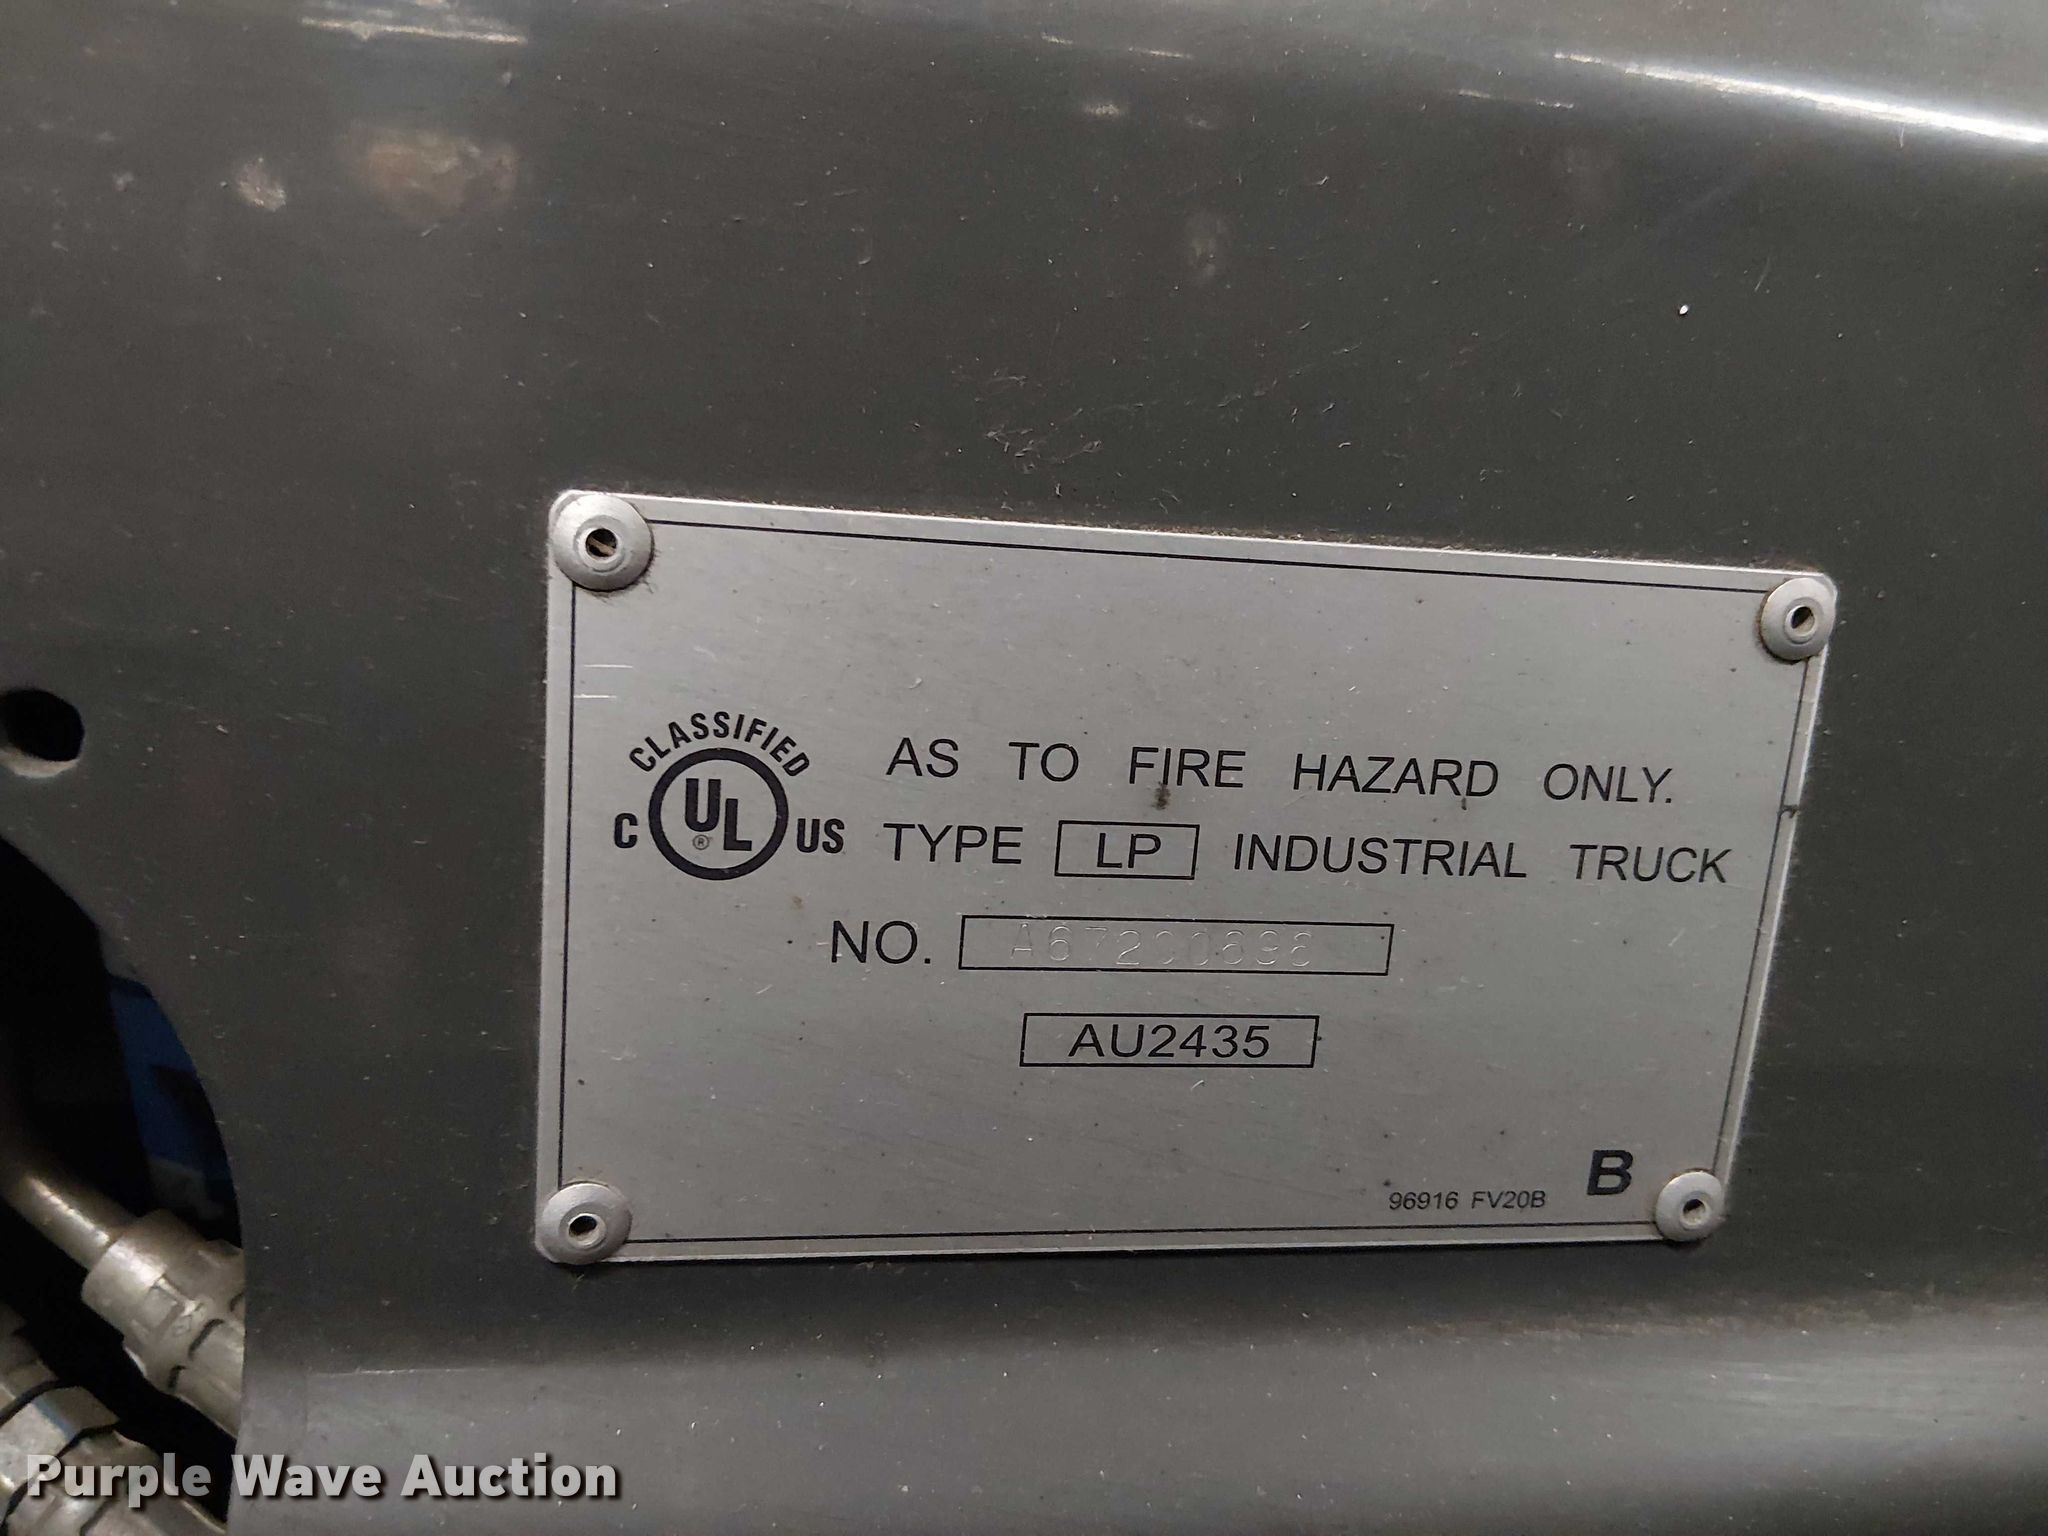 CLASSIFIED
C UL ® US
AS TO FIRE HAZARD ONLY.
TYPE LP INDUSTRIAL TRUCK
NO.
AU2435
96916 FV20B B
Purple Wave Auction